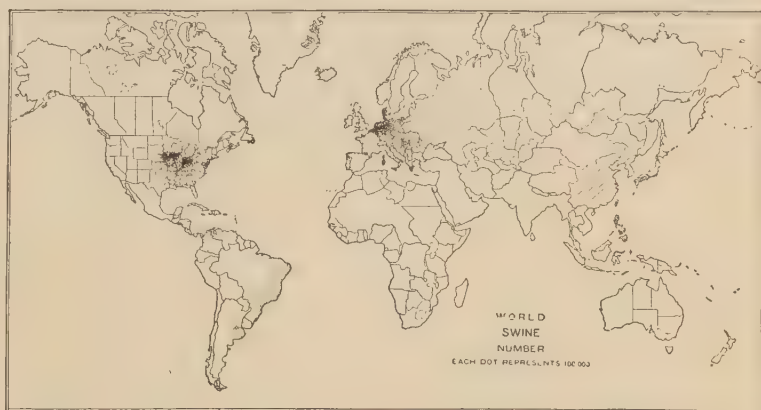 WORLD
SWINE
NUMBER
EACH DOT REPRESENTS 100 000